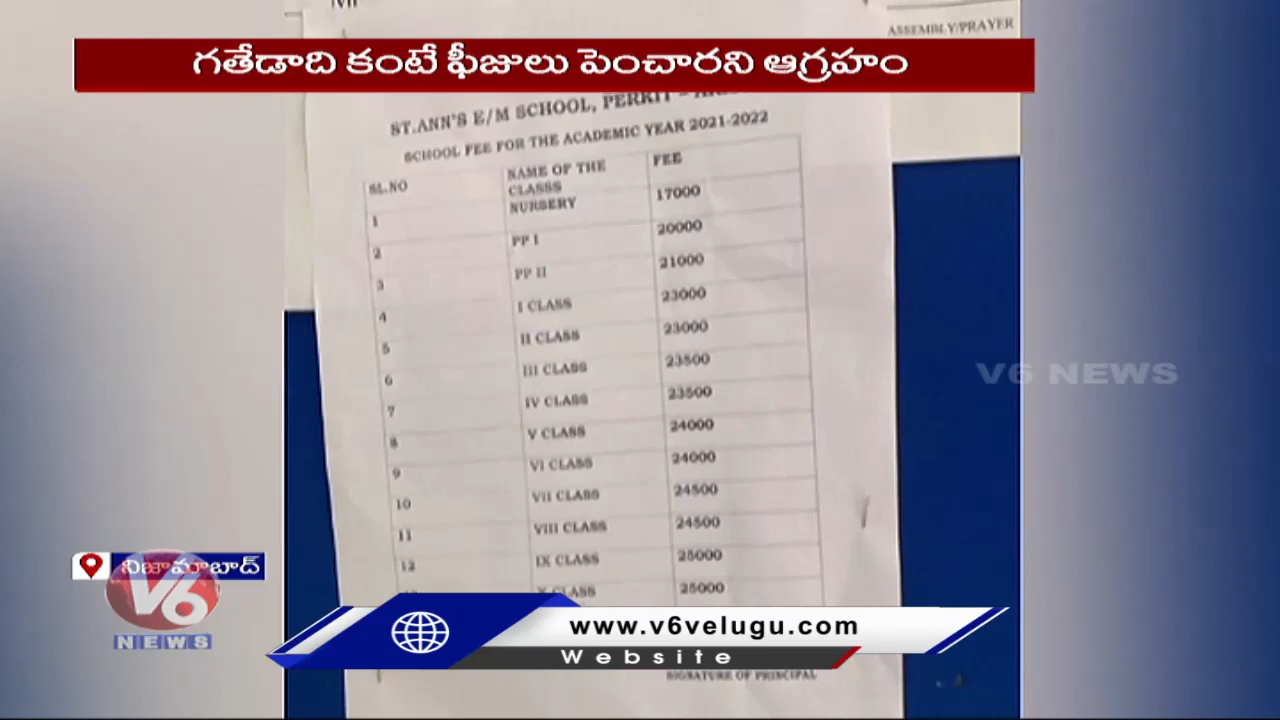 ASSEMBLY/PRAYER
గతేడాది కంటే ఫీజులు పెంచారని ఆగ్రహం
ST.ANN'S E/M SCHOOL, PERKIT –
SCHOOL FEE FOR THE ACADEMIC YEAR 2021-2022
SL.NO NAME OF THE CLASSS FEE
1 NURSERY 17000
2 PP I 20000
3 PP II 21000
4 I CLASS 23000
5 II CLASS 23000
6 III CLASS 23500
7 IV CLASS 23500
8 V CLASS 24000
9 VI CLASS 24000
10 VII CLASS 24500
11 VIII CLASS 24500
12 IX CLASS 25000
X CLASS 25000
V6 NEWS
నిజామాబాద్
V6
NEWS
www.v6velugu.com
Website
SIGNATURE OF PRINCIPAL